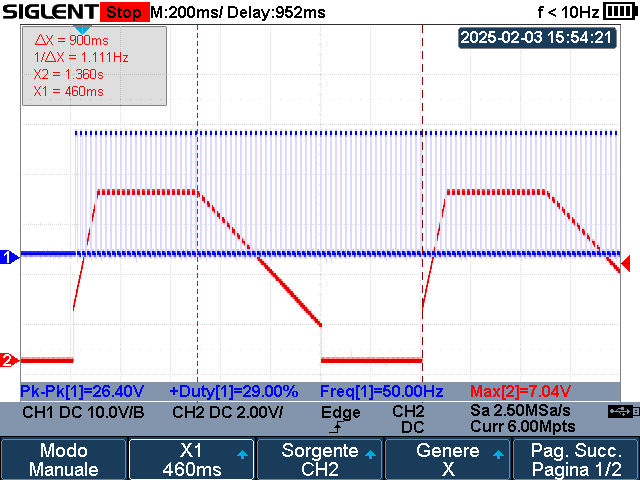 SIGLENT Stop M:200ms/ Delay:952ms f < 10Hz
2025-02-03 15:54:21
ΔX = 900ms
1/ΔX = 1.111Hz
X2 = 1.360s
X1 = 460ms
1
2
Pk-Pk[1]=26.40V +Duty[1]=29.00% Freq[1]=50.00Hz Max[2]=7.04V
CH1 DC 10.0V/B CH2 DC 2.00V/ Edge CH2 Sa 2.50MSa/s
DC Curr 6.00Mpts
Modo X1 Sorgente Genere Pag. Succ.
Manuale 460ms CH2 X Pagina 1/2